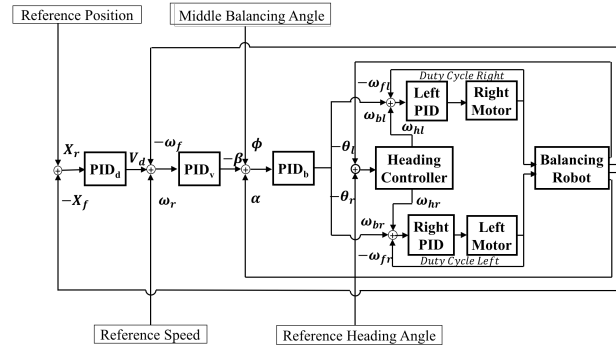 Reference Position
Middle Balancing Angle
Duty Cycle Right
−ω_fl
ω_bl
Left PID
Right Motor
ω_hl
X_r
−X_f
PID_d
V_d
−ω_f
ω_r
PID_v
−β
ϕ
α
PID_b
−θ_l
−θ_r
Heading Controller
Balancing Robot
ω_hr
ω_br
−ω_fr
Right PID
Left Motor
Duty Cycle Left
Reference Speed
Reference Heading Angle